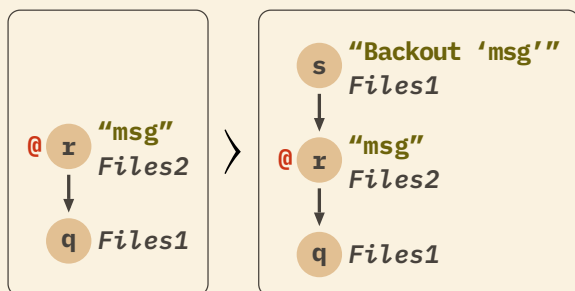 “msg”
@ r
Files2
q Files1
“Backout ‘msg’”
s
Files1
“msg”
@ r
Files2
q Files1